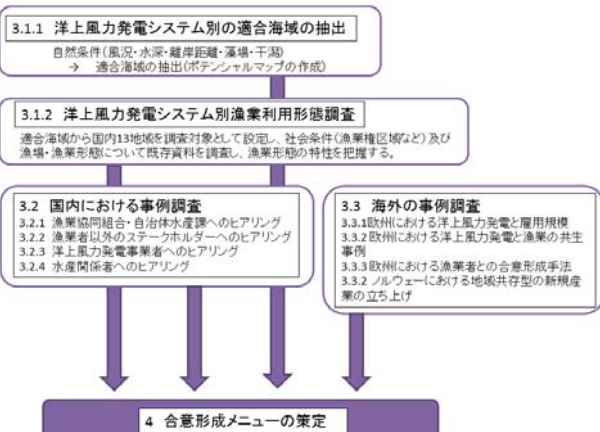 3.1.1 洋上風力発電システム別の適合海域の抽出
自然条件(風況・水深・離岸距離・藻場・干潟)
→ 適合海域の抽出(ポテンシャルマップの作成)
3.1.2 洋上風力発電システム別漁業利用形態調査
適合海域から国内13地域を調査対象として設定し、社会条件(漁業権区域など)及び
漁場・漁業形態について既存資料を調査し、漁業形態の特性を把握する。
3.2 国内における事例調査
3.2.1 漁業協同組合・自治体水産課へのヒアリング
3.2.2 漁業者以外のステークホルダーへのヒアリング
3.2.3 洋上風力発電事業者へのヒアリング
3.2.4 水産関係者へのヒアリング
3.3 海外の事例調査
3.3.1欧州における洋上風力発電と雇用規模
3.3.2欧州における洋上風力発電と漁業の共生
事例
3.3.3欧州における漁業者との合意形成手法
3.3.2 ノルウェーにおける地域共存型の新規産
業の立ち上げ
4 合意形成メニューの策定